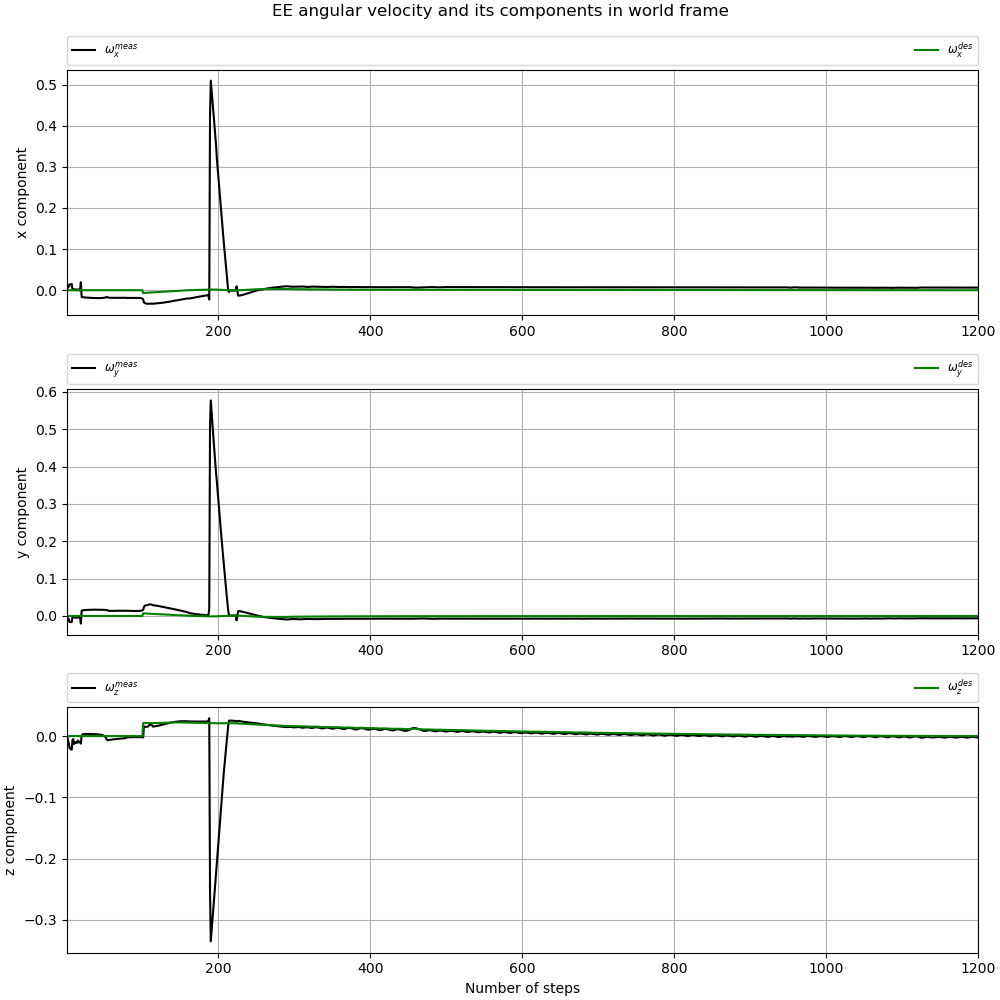 EE angular velocity and its components in world frame
ω_x^meas ω_x^des
0.5
0.4
0.3
0.2
0.1
0.0
x component
200 400 600 800 1000 1200
ω_y^meas ω_y^des
0.6
0.5
0.4
0.3
0.2
0.1
0.0
y component
200 400 600 800 1000 1200
ω_z^meas ω_z^des
0.0
−0.1
−0.2
−0.3
z component
200 400 600 800 1000 1200
Number of steps